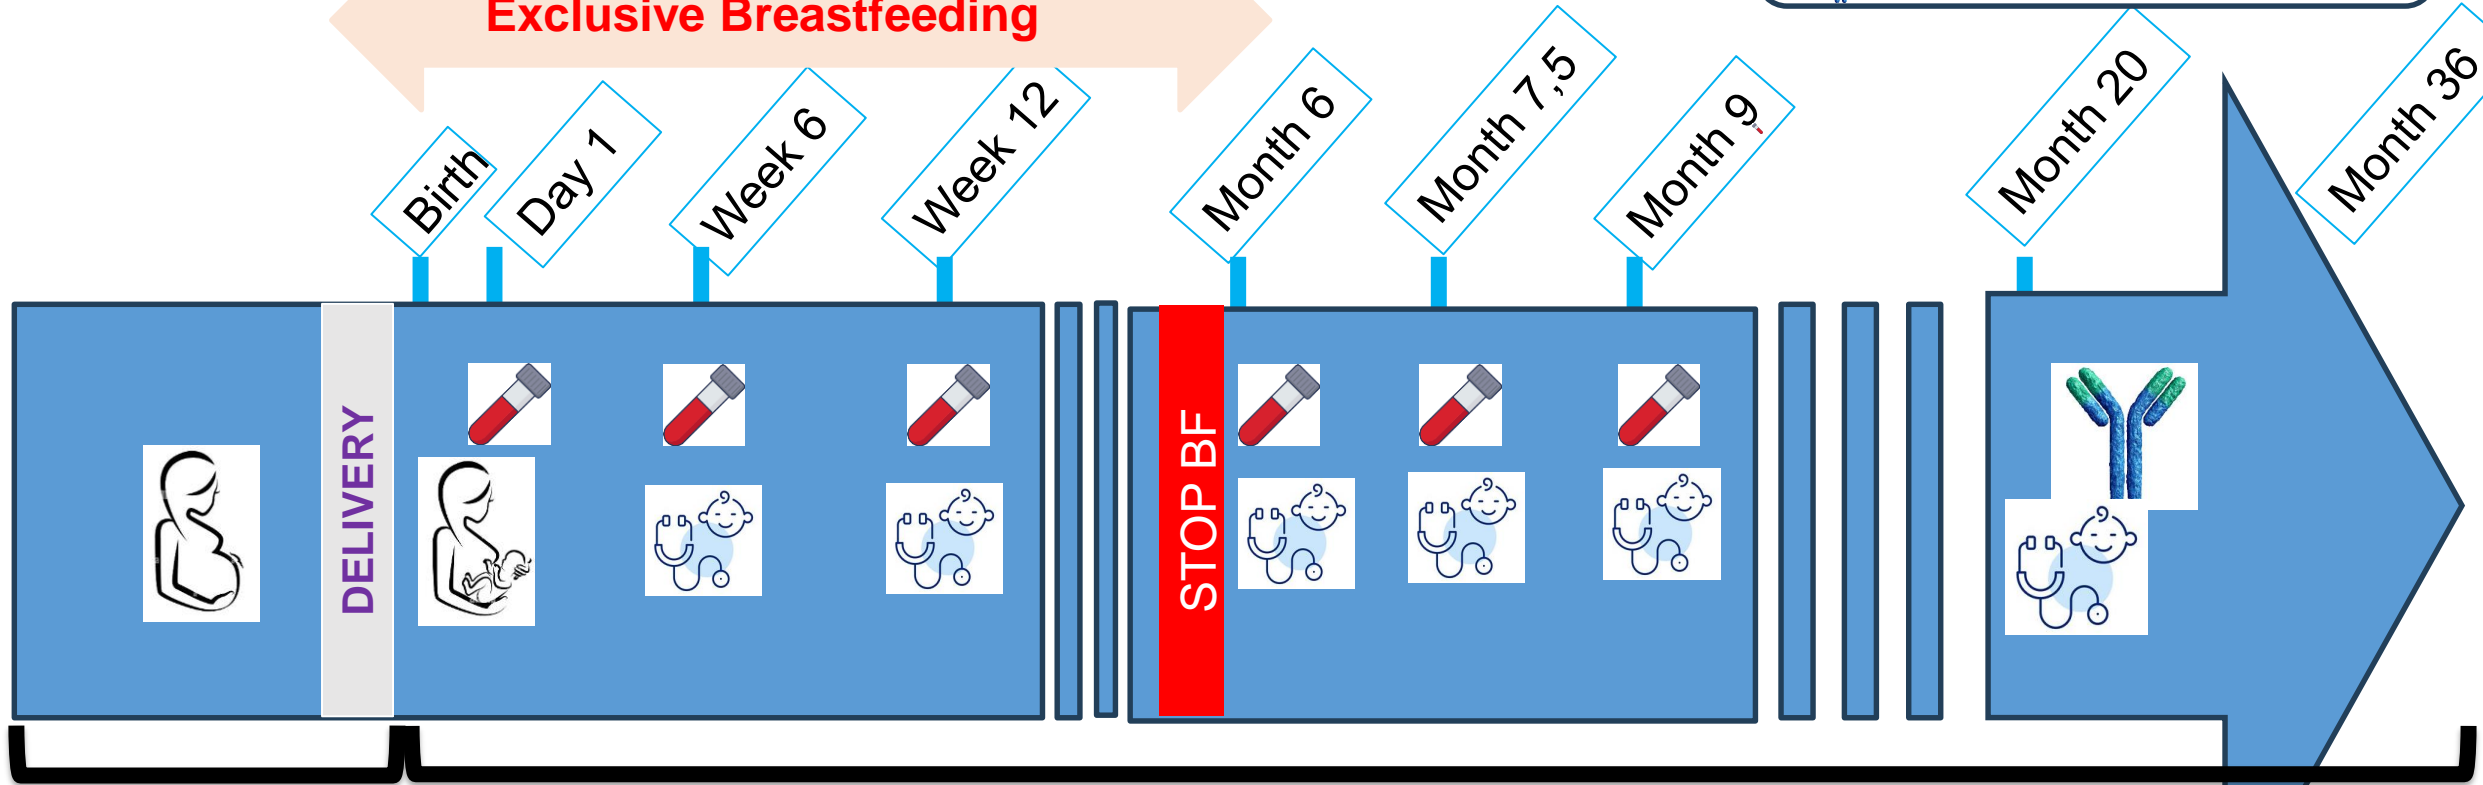 Exclusive Breastfeeding
Birth
Day 1
Week 6
Week 12
Month 6
Month 7,5
Month 9
Month 20
Month 36
DELIVERY
STOP BF